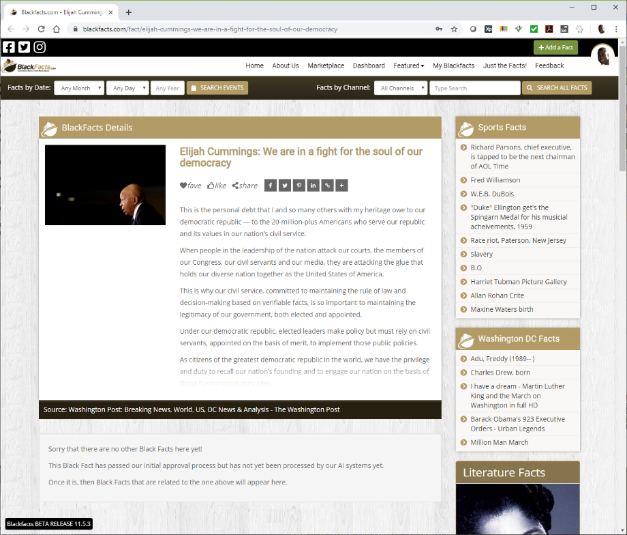 BlackFacts - Elijah Cummings:
blackfacts.com/fact/elijah-cummings-we-are-in-a-fight-for-the-soul-of-our-democracy
Add a Fact
BlackFacts.com
Home About Us Marketplace Dashboard Featured My Blackfacts Just the Facts! Feedback
Facts by Date: Any Month Any Day Any Year SEARCH EVENTS Facts by Channel: All Channels Type Search SEARCH ALL FACTS
BlackFacts Details
Elijah Cummings: We are in a fight for the soul of our
democracy
fave like share
This is the personal debt that I and so many others with my heritage owe to our
democratic republic — to the 20-million-plus Americans who serve our republic
and its values in our nation's civil service.
When people in the leadership of the nation attack our courts, the members of
our Congress, our civil servants and our media, they are attacking the glue that
holds our diverse nation together as the United States of America.
This is why our civil service, committed to maintaining the rule of law and
decision-making based on verifiable facts, is so important to maintaining the
legitimacy of our government, both elected and appointed.
Under our democratic republic, elected leaders make policy but must rely on civil
servants, appointed on the basis of merit, to implement those public policies.
As citizens of the greatest democratic republic in the world, we have the privilege
and duty to recall our nation's founding and to engage our nation on the basis of
Source: Washington Post: Breaking News, World, US, DC News & Analysis - The Washington Post
Sorry that there are no other Black Facts here yet!
This Black Fact has passed our initial approval process but has not yet been processed by our AI systems yet.
Once it is, then Black Facts that are related to the one above will appear here.
Sports Facts
Richard Parsons, chief executive,
is tapped to be the next chairman
of AOL Time
Fred Williamson
W.E.B. DuBois
"Duke" Ellington get's the
Spingarn Medal for his musical
acheivements, 1959
Race riot, Paterson, New Jersey
Slavery
B.O
Harriet Tubman Picture Gallery
Allan Rohan Crite
Maxine Waters birth
Washington DC Facts
Adu, Freddy (1989-- )
Charles Drew, born
I have a dream - Martin Luther
King and the March on
Washington in full HD
Barack Obama's 923 Executive
Orders - Urban Legends
Million Man March
Literature Facts
Blackfacts BETA RELEASE 11.5.3